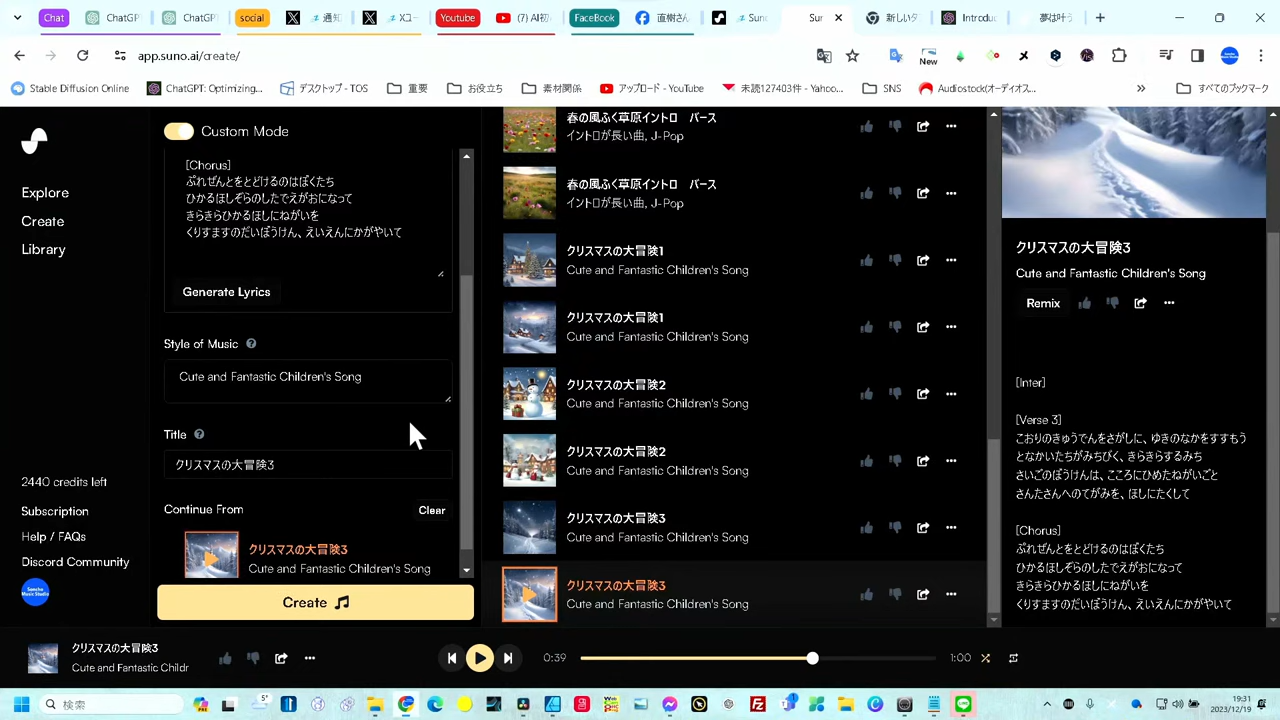 Chat
ChatGP
ChatGPT
social
通知
Xコー
Youtube
(7) AI初
FaceBook
直樹さん
Suno
Sun
新しいタ
Introduc
夢は叶う
app.suno.ai/create/
New
Stable Diffusion Online
ChatGPT: Optimizing...
デスクトップ - TOS
重要
お役立ち
素材関係
アップロード - YouTube
未読127403件 - Yahoo...
SNS
Audiostock(オーディオス...
すべてのブックマーク
Explore
Create
Library
2440 credits left
Subscription
Help / FAQs
Discord Community
Sancho
Music Studio
Custom Mode
[Chorus]
ぷれぜんとをとどけるのはぼくたち
ひかるほしぞらのしたでえがおになって
きらきらひかるほしにねがいを
くりすますのだいぼうけん、えいえんにかがやいて
Generate Lyrics
Style of Music
Cute and Fantastic Children's Song
Title
クリスマスの大冒険3
Continue From
Clear
クリスマスの大冒険3
Cute and Fantastic Children's Song
Create
春の風ふく草原イントロ　バース
イントロが長い曲, J-Pop
春の風ふく草原イントロ　バース
イントロが長い曲, J-Pop
クリスマスの大冒険1
Cute and Fantastic Children's Song
クリスマスの大冒険1
Cute and Fantastic Children's Song
クリスマスの大冒険2
Cute and Fantastic Children's Song
クリスマスの大冒険2
Cute and Fantastic Children's Song
クリスマスの大冒険3
Cute and Fantastic Children's Song
クリスマスの大冒険3
Cute and Fantastic Children's Song
クリスマスの大冒険3
Cute and Fantastic Children's Song
Remix
[Inter]
[Verse 3]
こおりのきゅうでんをさがしに、ゆきのなかをすすもう
となかいたちがみちびく、きらきらするみち
さいごのぼうけんは、こころにひめたねがいごと
さんたさんへのてがみを、ほしにたくして
[Chorus]
ぷれぜんとをとどけるのはぼくたち
ひかるほしぞらのしたでえがおになって
きらきらひかるほしにねがいを
くりすますのだいぼうけん、えいえんにかがやいて
クリスマスの大冒険3
Cute and Fantastic Childr
0:39
1:00
検索
5°
19:31
2023/12/19